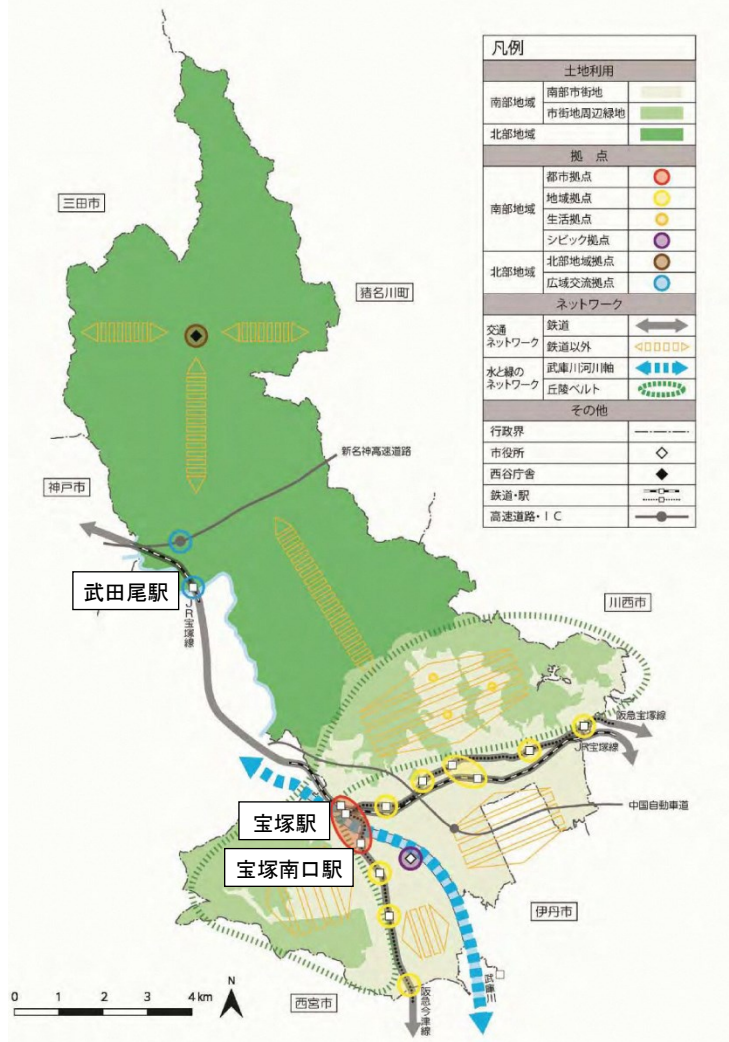 凡例
土地利用
南部地域
南部市街地
市街地周辺緑地
北部地域
拠 点
南部地域
都市拠点
地域拠点
生活拠点
シビック拠点
北部地域
北部地域拠点
広域交流拠点
ネットワーク
交通
ネットワーク
鉄道
鉄道以外
水と緑の
ネットワーク
武庫川河川軸
丘陵ベルト
その他
行政界
市役所
西谷庁舎
鉄道・駅
高速道路・IC
三田市
猪名川町
新名神高速道路
神戸市
武田尾駅
JR宝塚線
川西市
阪急宝塚線
JR宝塚線
中国自動車道
宝塚駅
宝塚南口駅
伊丹市
武庫川
西宮市
阪急今津線
0 1 2 3 4km
N